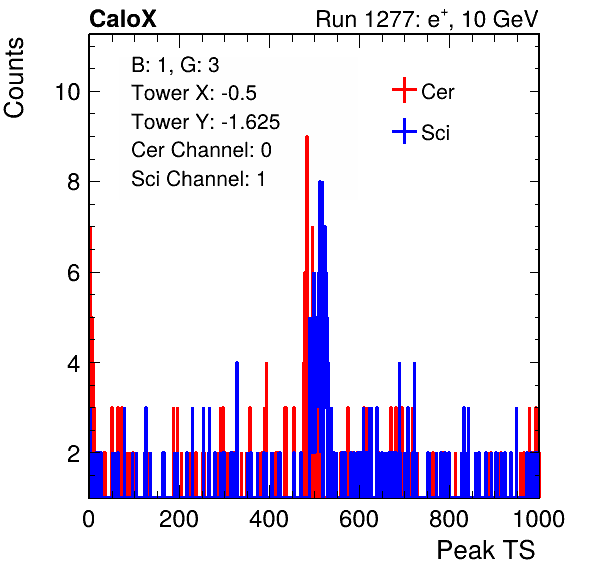 CaloX Run 1277: e+, 10 GeV
Counts
B: 1, G: 3
Tower X: -0.5
Tower Y: -1.625
Cer Channel: 0
Sci Channel: 1
Cer
Sci
10
8
6
4
2
0 200 400 600 800 1000
Peak TS